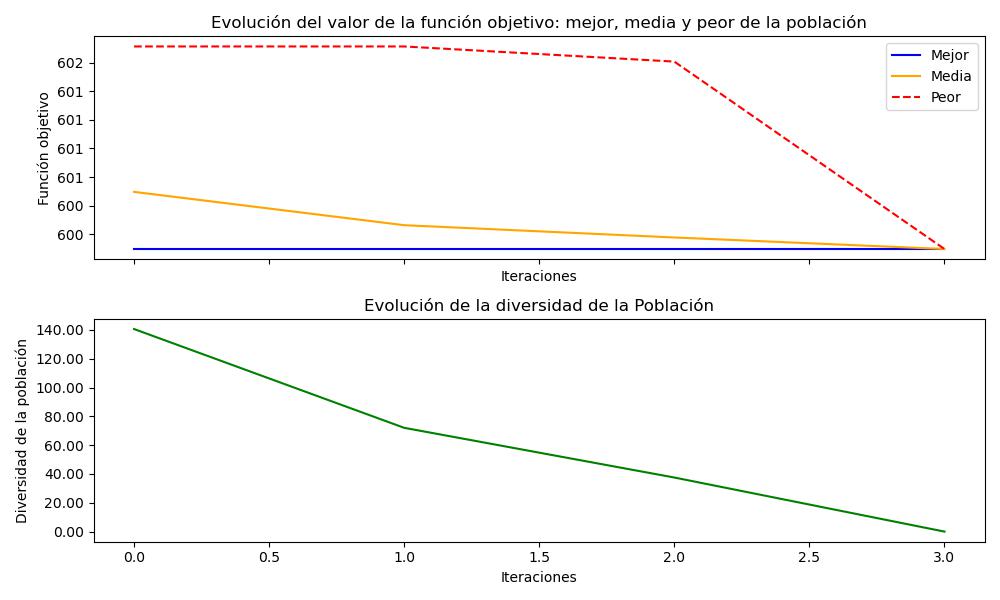 Evolución del valor de la función objetivo: mejor, media y peor de la población
602
601
601
601
601
600
600
Función objetivo
Mejor
Media
Peor
Iteraciones
Evolución de la diversidad de la Población
140.00
120.00
100.00
80.00
60.00
40.00
20.00
0.00
Diversidad de la población
0.0 0.5 1.0 1.5 2.0 2.5 3.0
Iteraciones